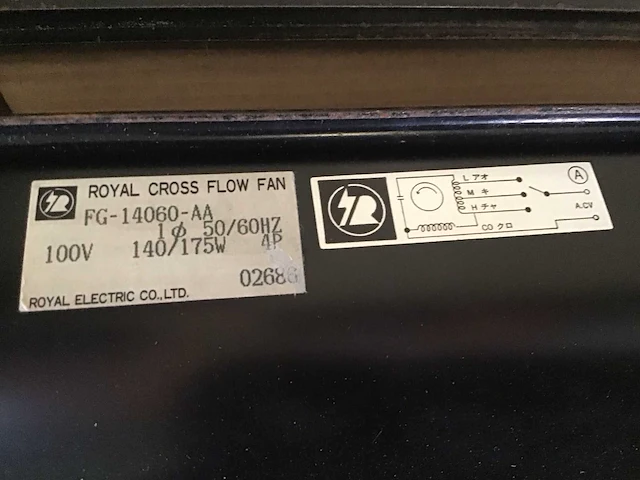 ROYAL CROSS FLOW FAN
FG-14060-AA
1φ 50/60HZ
100V 140/175W 4P
02686
ROYAL ELECTRIC CO.,LTD.
L アオ
M キ
H チャ
CO クロ
A
A.CV